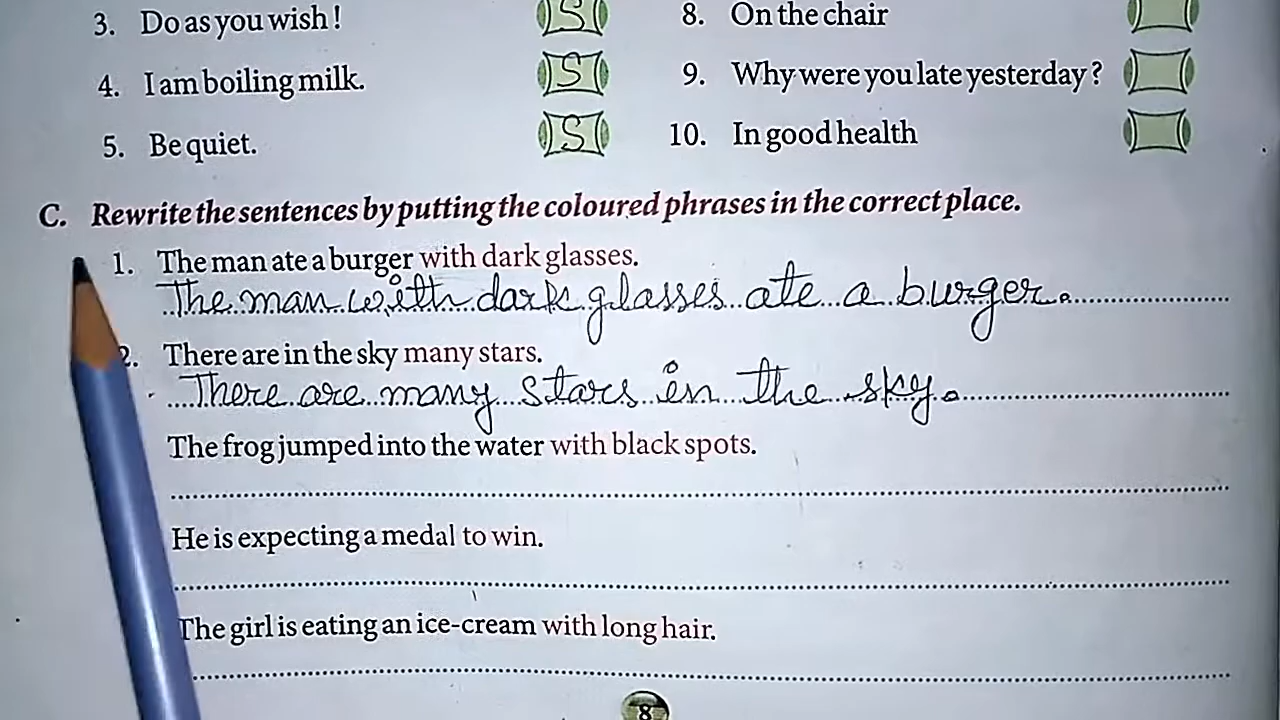 3. Do as you wish! S 8. On the chair
4. I am boiling milk. S 9. Why were you late yesterday?
5. Be quiet. S 10. In good health
C. Rewrite the sentences by putting the coloured phrases in the correct place.
1. The man ate a burger with dark glasses.
The man with dark glasses ate a burger.
2. There are in the sky many stars.
There are many stars in the sky.
The frog jumped into the water with black spots.
He is expecting a medal to win.
The girl is eating an ice-cream with long hair.
8